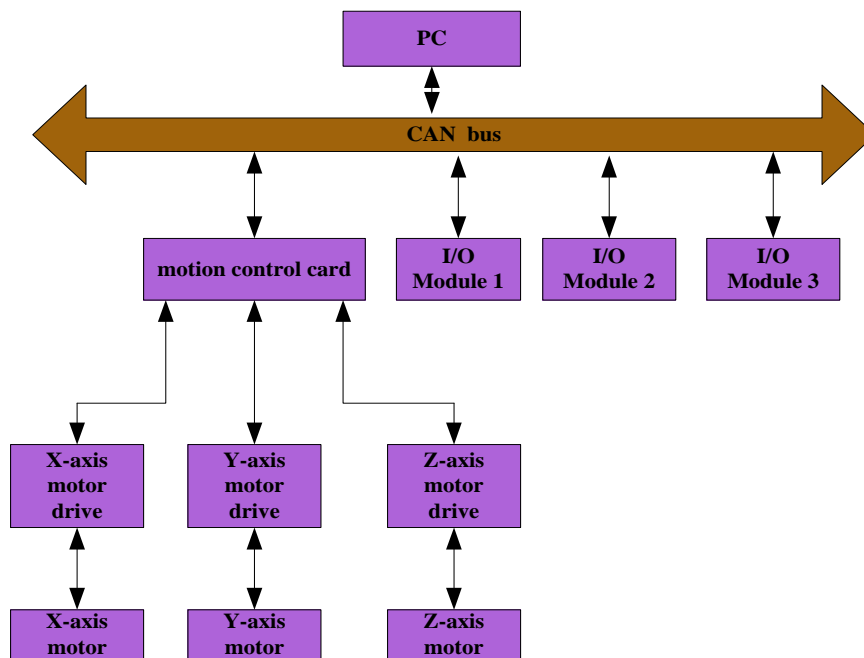 PC
CAN bus
motion control card
I/O
Module 1
I/O
Module 2
I/O
Module 3
X-axis
motor
drive
Y-axis
motor
drive
Z-axis
motor
drive
X-axis
motor
Y-axis
motor
Z-axis
motor